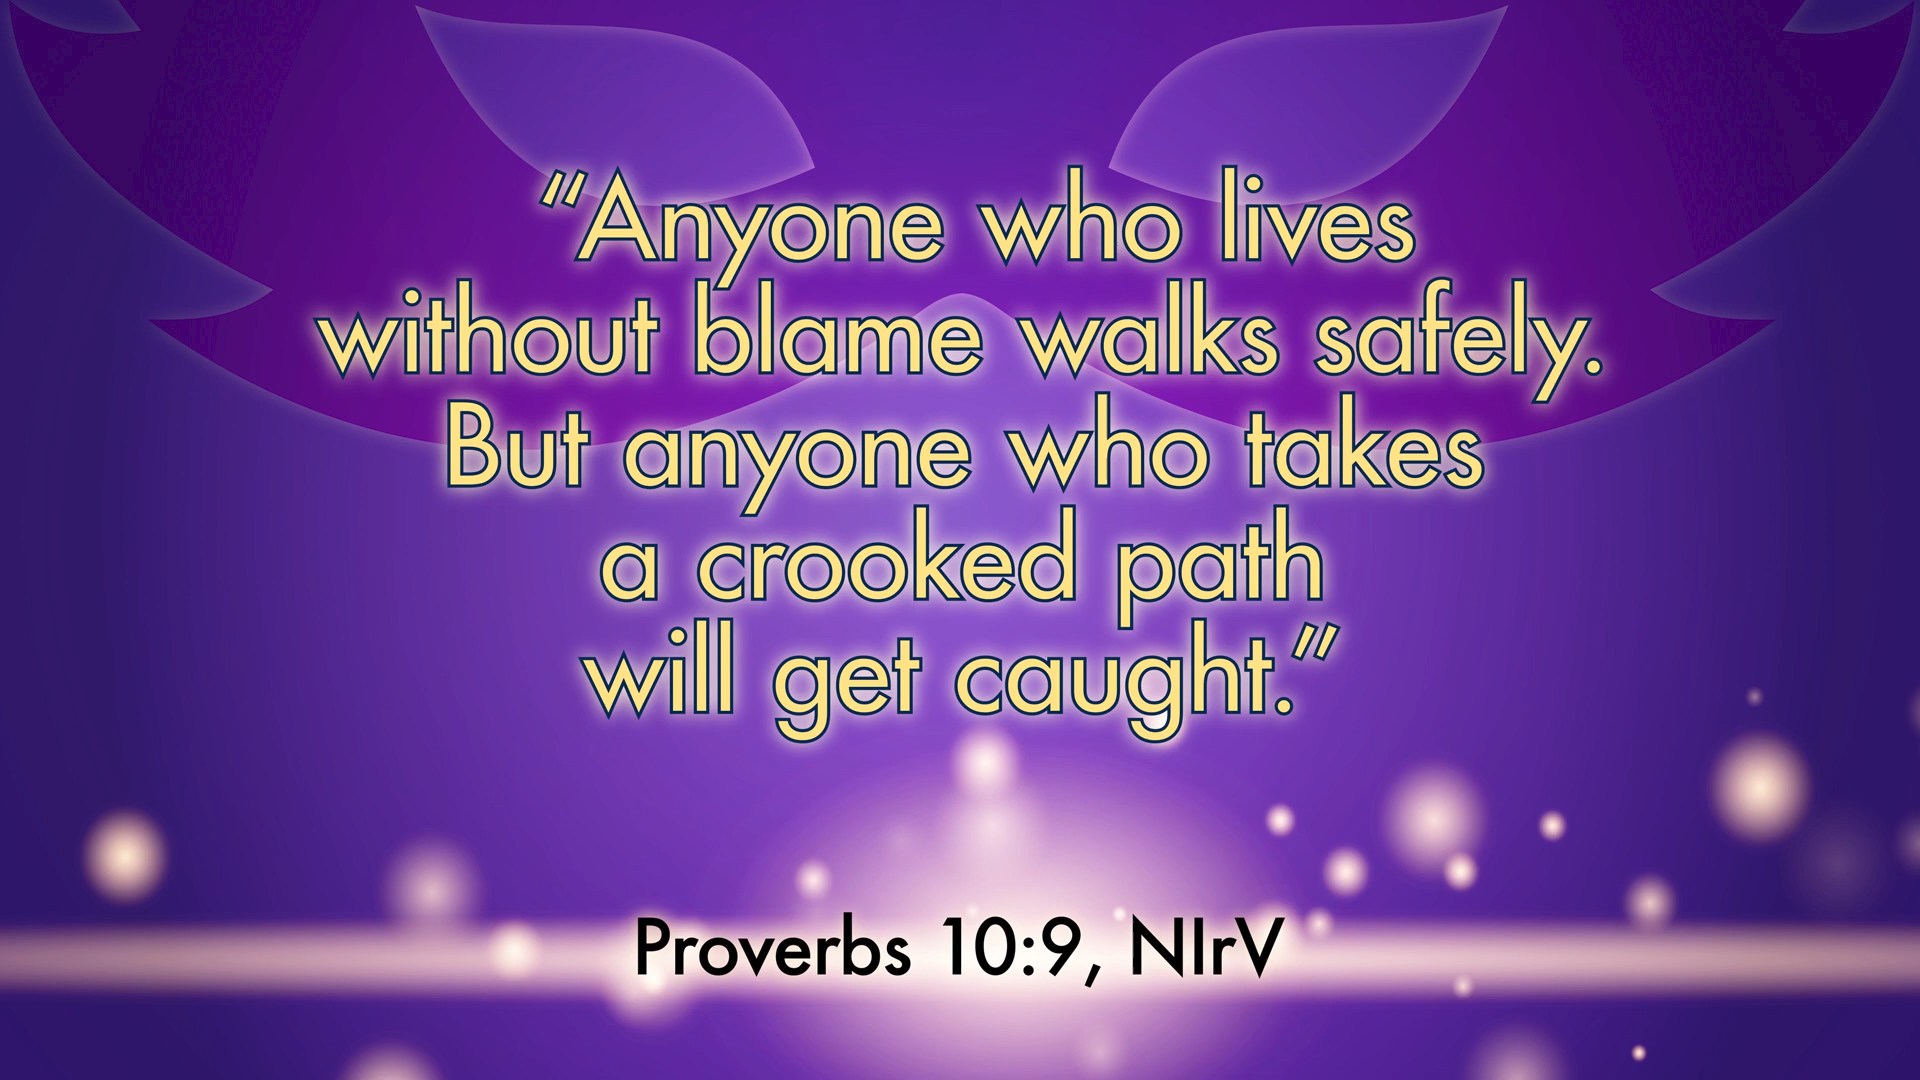 “Anyone who lives
without blame walks safely.
But anyone who takes
a crooked path
will get caught.”
Proverbs 10:9, NIrV